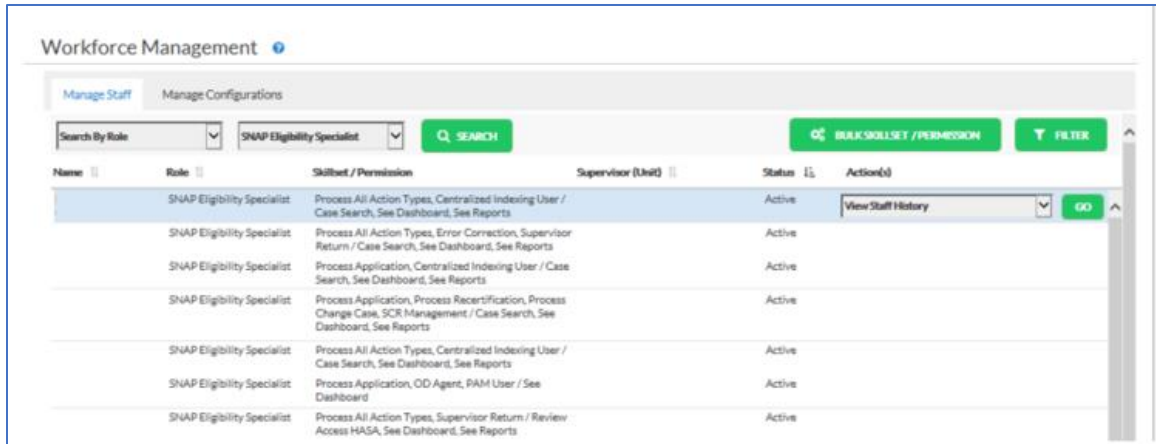 Workforce Management
Manage Staff Manage Configurations
Search By Role SNAP Eligibility Specialist SEARCH BULK SKILLSET / PERMISSION FILTER
Name Role Skillset / Permission Supervisor (Unit) Status Action(s)
SNAP Eligibility Specialist Process All Action Types, Centralized Indexing User / Active View Staff History GO
Case Search, See Dashboard, See Reports
SNAP Eligibility Specialist Process All Action Types, Error Correction, Supervisor Active
Return / Case Search, See Dashboard, See Reports
SNAP Eligibility Specialist Process Application, Centralized Indexing User / Case Active
Search, See Dashboard, See Reports
SNAP Eligibility Specialist Process Application, Process Recertification, Process Active
Change Case, SCR Management / Case Search, See
Dashboard, See Reports
SNAP Eligibility Specialist Process All Action Types, Centralized Indexing User / Active
Case Search, See Dashboard, See Reports
SNAP Eligibility Specialist Process Application, OD Agent, PAM User / See Active
Dashboard
SNAP Eligibility Specialist Process All Action Types, Supervisor Return / Review Active
Access HASA, See Dashboard, See Reports